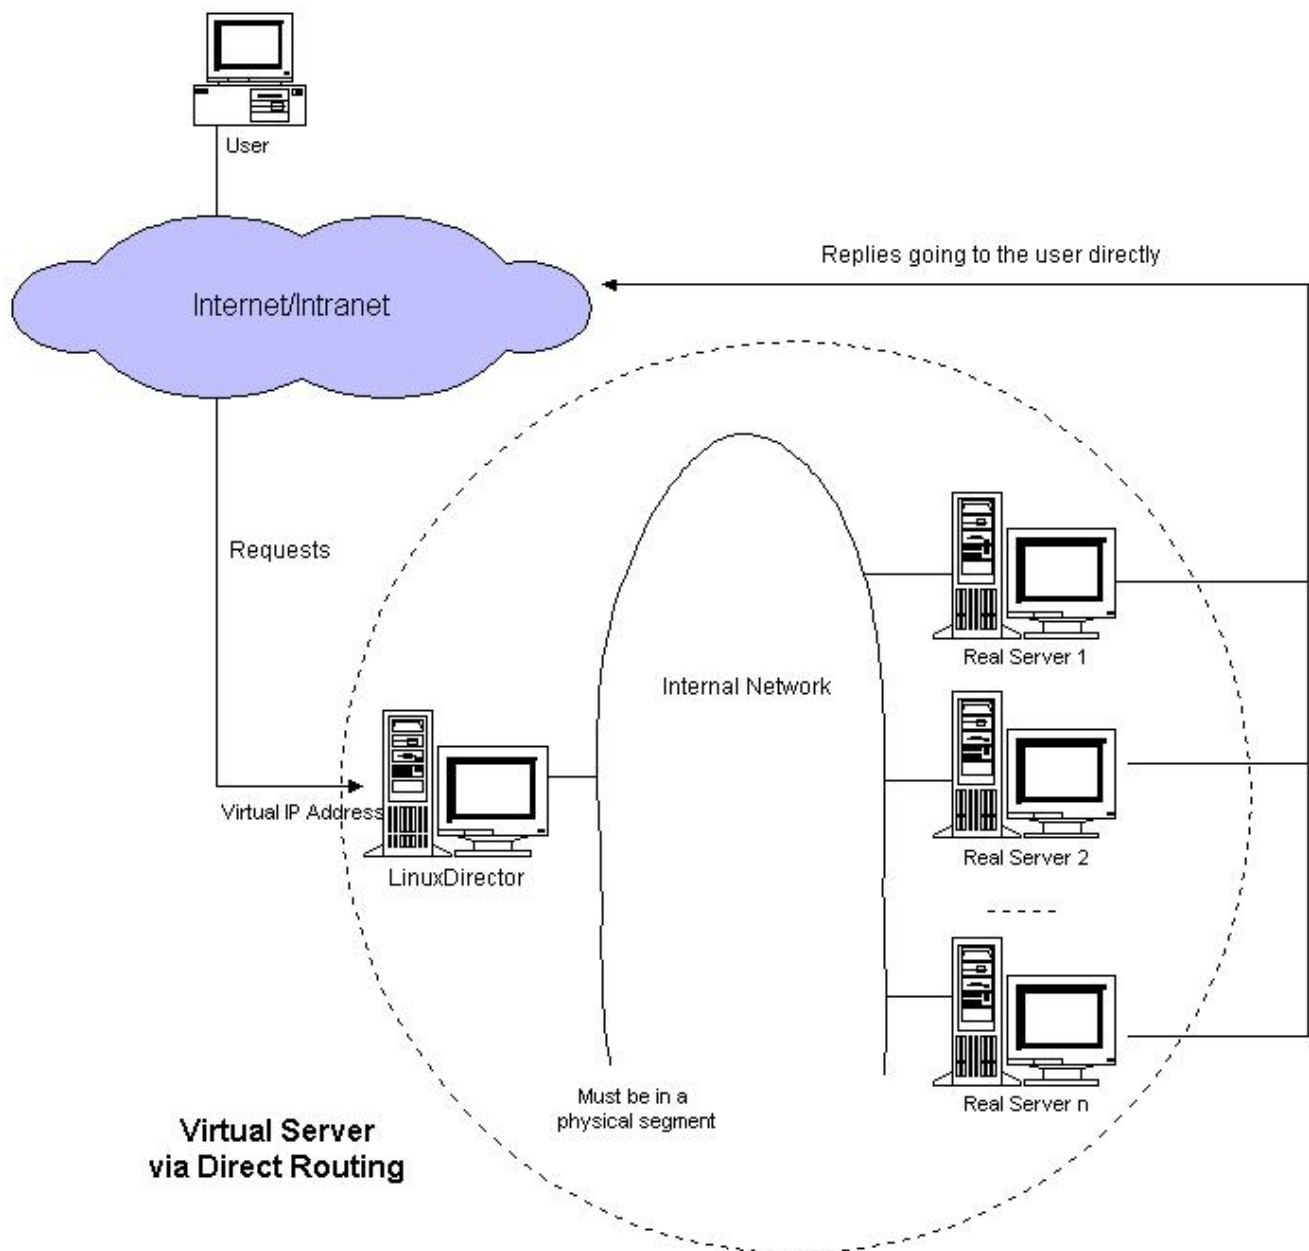 User
Replies going to the user directly
Internet/Intranet
Requests
Real Server 1
Internal Network
Virtual IP Address
LinuxDirector
Real Server 2
Real Server n
Must be in a
physical segment
Virtual Server
via Direct Routing